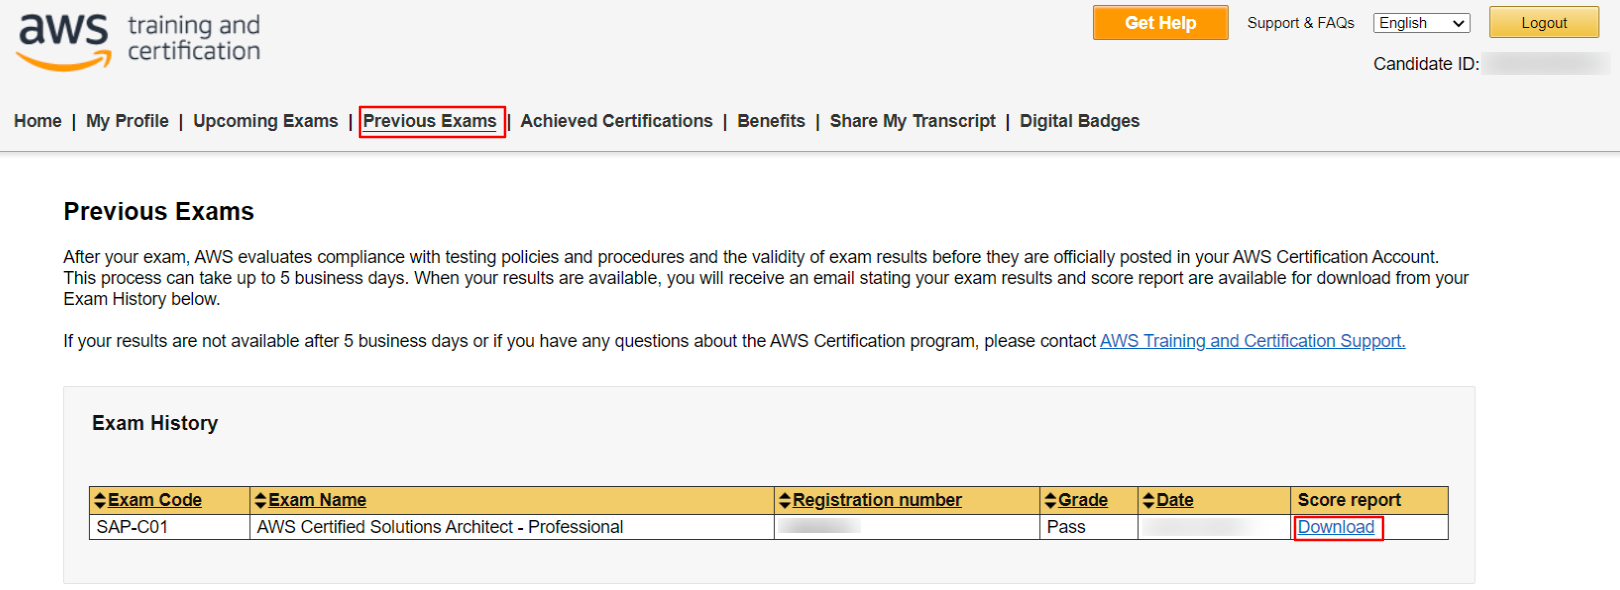 aws training and certification
Get Help Support & FAQs English Logout
Candidate ID:
Home | My Profile | Upcoming Exams | Previous Exams | Achieved Certifications | Benefits | Share My Transcript | Digital Badges
Previous Exams
After your exam, AWS evaluates compliance with testing policies and procedures and the validity of exam results before they are officially posted in your AWS Certification Account.
This process can take up to 5 business days. When your results are available, you will receive an email stating your exam results and score report are available for download from your
Exam History below.
If your results are not available after 5 business days or if you have any questions about the AWS Certification program, please contact AWS Training and Certification Support.
Exam History
Exam Code Exam Name Registration number Grade Date Score report
SAP-C01 AWS Certified Solutions Architect - Professional Pass Download